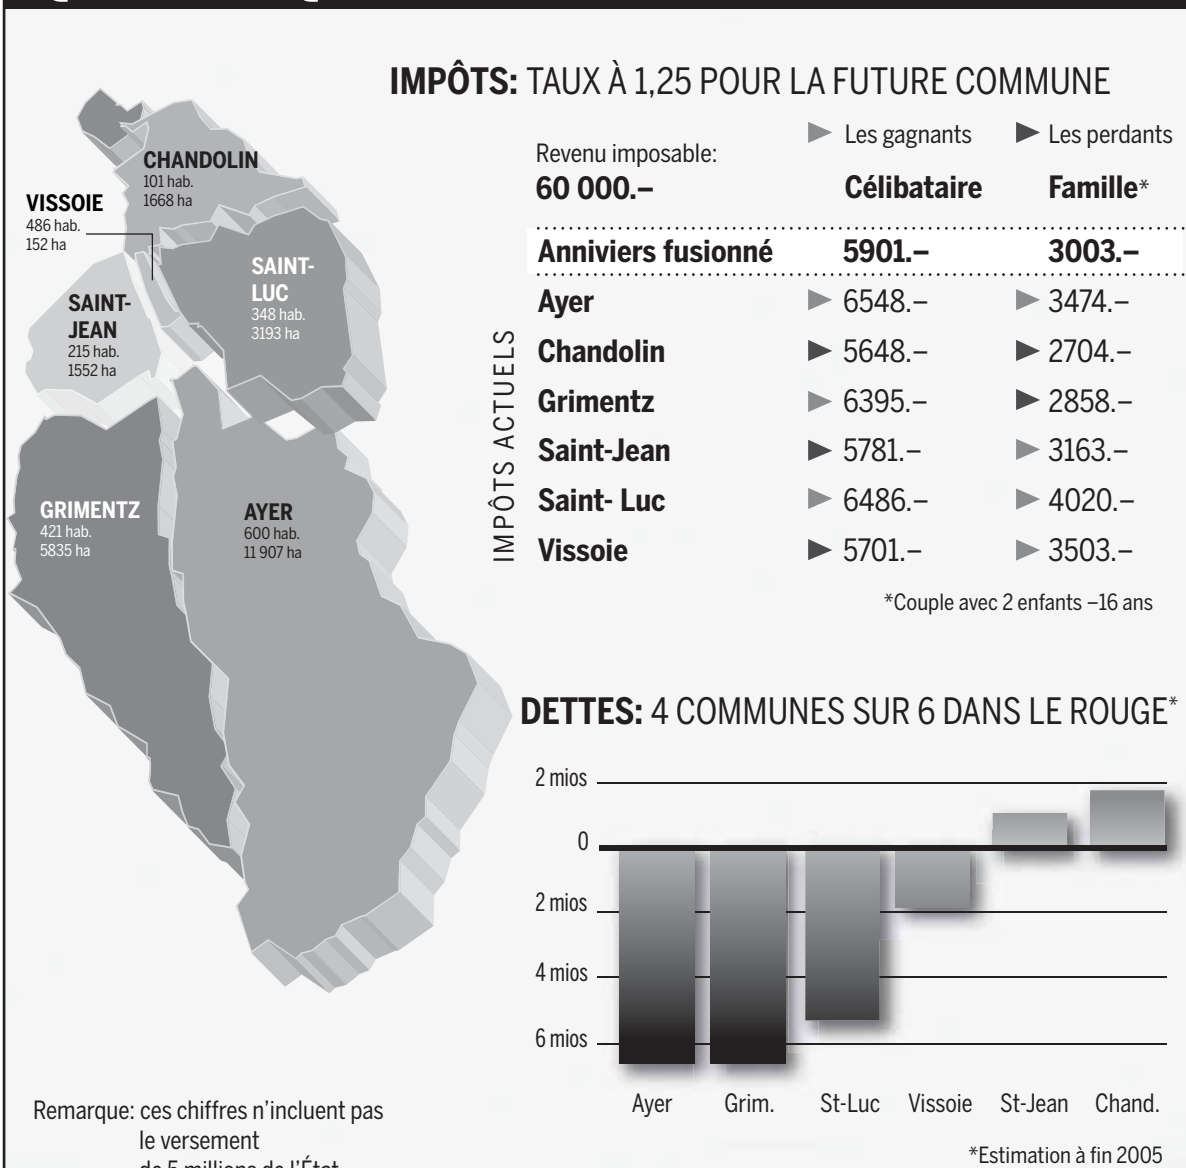 IMPÔTS: TAUX À 1,25 POUR LA FUTURE COMMUNE
Revenu imposable:
60 000.–
Les gagnants Les perdants
Célibataire Famille*
Anniviers fusionné 5901.– 3003.–
IMPÔTS ACTUELS
Ayer 6548.– 3474.–
Chandolin 5648.– 2704.–
Grimentz 6395.– 2858.–
Saint-Jean 5781.– 3163.–
Saint- Luc 6486.– 4020.–
Vissoie 5701.– 3503.–
*Couple avec 2 enfants –16 ans
CHANDOLIN
101 hab.
1668 ha
VISSOIE
486 hab.
152 ha
SAINT-
LUC
348 hab.
3193 ha
SAINT-
JEAN
215 hab.
1552 ha
GRIMENTZ
421 hab.
5835 ha
AYER
600 hab.
11 907 ha
DETTES: 4 COMMUNES SUR 6 DANS LE ROUGE*
2 mios
0
2 mios
4 mios
6 mios
Ayer Grim. St-Luc Vissoie St-Jean Chand.
*Estimation à fin 2005
Remarque: ces chiffres n'incluent pas
le versement
de 5 millions de l'État